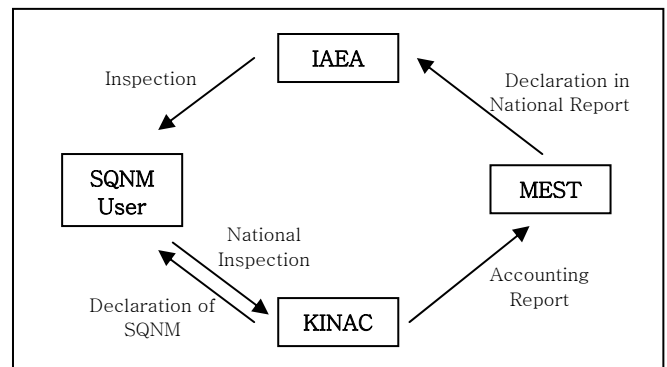 IAEA
Inspection
Declaration in
National Report
SQNM
User
MEST
National
Inspection
Accounting
Report
Declaration of
SQNM
KINAC